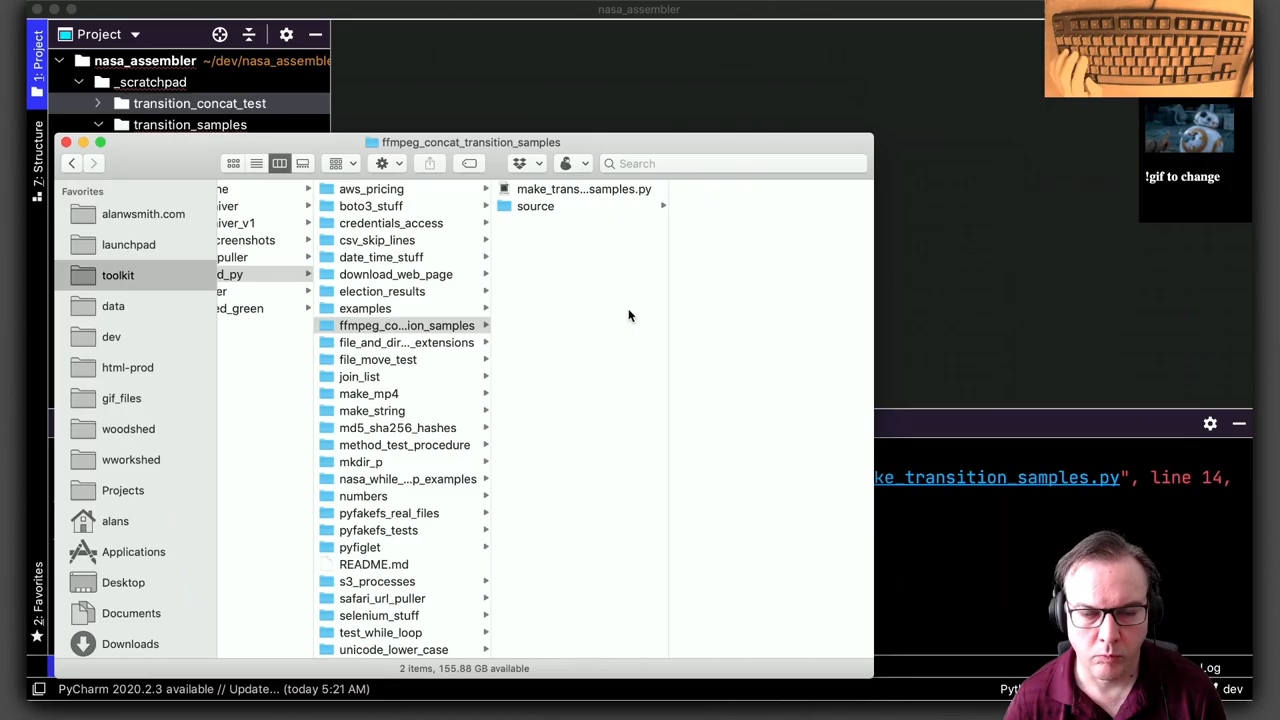 nasa_assembler
1: Project
Project
nasa_assembler ~/dev/nasa_assemble
_scratchpad
transition_concat_test
transition_samples
7: Structure
!gif to change
ffmpeg_concat_transition_samples
Search
Favorites
alanwsmith.com
launchpad
toolkit
data
dev
html-prod
gif_files
woodshed
wworkshed
Projects
alans
Applications
Desktop
Documents
Downloads
ne
iver
iver_v1
creenshots
puller
d_py
er
ed_green
aws_pricing
boto3_stuff
credentials_access
csv_skip_lines
date_time_stuff
download_web_page
election_results
examples
ffmpeg_co...ion_samples
file_and_dir..._extensions
file_move_test
join_list
make_mp4
make_string
md5_sha256_hashes
method_test_procedure
mkdir_p
nasa_while_...p_examples
numbers
pyfakefs_real_files
pyfakefs_tests
pyfiglet
README.md
s3_processes
safari_url_puller
selenium_stuff
test_while_loop
unicode_lower_case
make_trans...samples.py
source
2 items, 155.88 GB available
ke_transition_samples.py", line 14,
2: Favorites
Log
PyCharm 2020.2.3 available // Update... (today 5:21 AM)
Pyth
dev